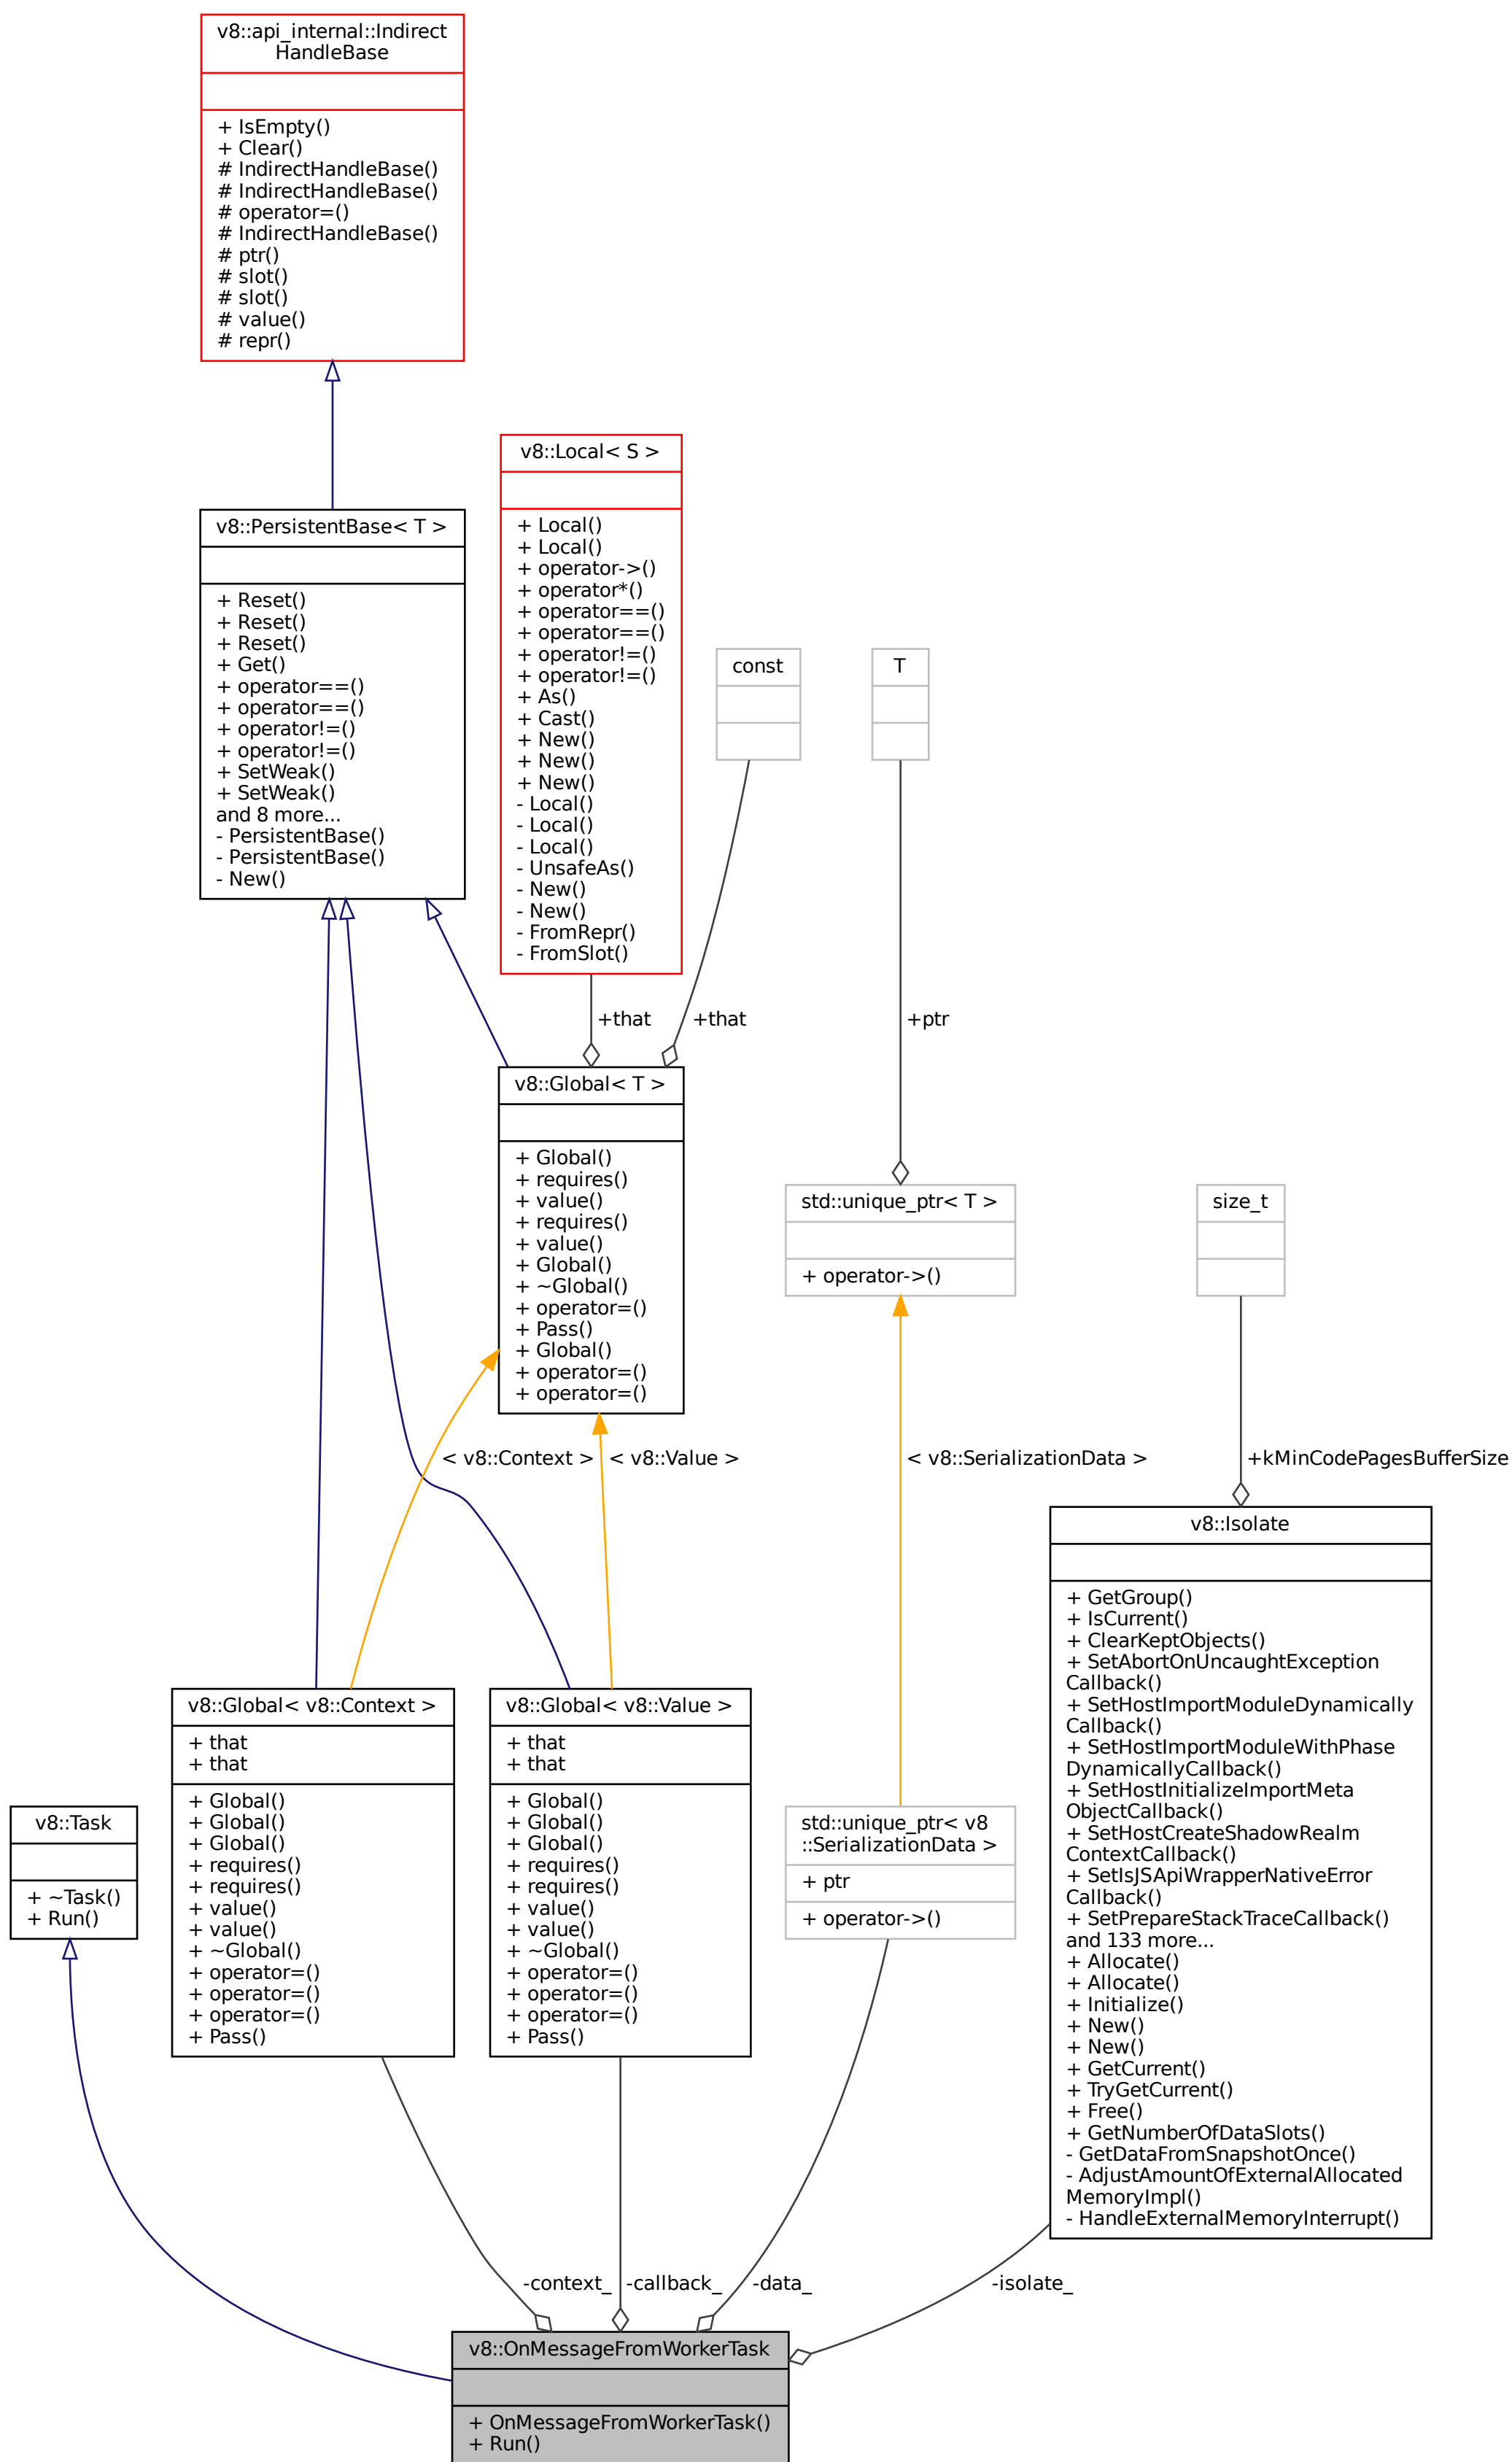 v8::api_internal::Indirect
HandleBase
+ IsEmpty()
+ Clear()
# IndirectHandleBase()
# IndirectHandleBase()
# operator=()
# IndirectHandleBase()
# ptr()
# slot()
# slot()
# value()
# repr()
v8::PersistentBase< T >
+ Reset()
+ Reset()
+ Reset()
+ Get()
+ operator==()
+ operator==()
+ operator!=()
+ operator!=()
+ SetWeak()
+ SetWeak()
and 8 more...
- PersistentBase()
- PersistentBase()
- New()
v8::Local< S >
+ Local()
+ Local()
+ operator->()
+ operator*()
+ operator==()
+ operator==()
+ operator!=()
+ operator!=()
+ As()
+ Cast()
+ New()
+ New()
+ New()
- Local()
- Local()
- Local()
- UnsafeAs()
- New()
- New()
- FromRepr()
- FromSlot()
const
T
+that
+that
+ptr
v8::Global< T >
+ Global()
+ requires()
+ value()
+ requires()
+ value()
+ Global()
+ ~Global()
+ operator=()
+ Pass()
+ Global()
+ operator=()
+ operator=()
std::unique_ptr< T >
+ operator->()
size_t
< v8::Context >
< v8::Value >
< v8::SerializationData >
+kMinCodePagesBufferSize
v8::Task
+ ~Task()
+ Run()
v8::Global< v8::Context >
+ that
+ that
+ Global()
+ Global()
+ Global()
+ requires()
+ requires()
+ value()
+ value()
+ ~Global()
+ operator=()
+ operator=()
+ operator=()
+ Pass()
v8::Global< v8::Value >
+ that
+ that
+ Global()
+ Global()
+ Global()
+ requires()
+ requires()
+ value()
+ value()
+ ~Global()
+ operator=()
+ operator=()
+ operator=()
+ Pass()
std::unique_ptr< v8
::SerializationData >
+ ptr
+ operator->()
v8::Isolate
+ GetGroup()
+ IsCurrent()
+ ClearKeptObjects()
+ SetAbortOnUncaughtException
Callback()
+ SetHostImportModuleDynamically
Callback()
+ SetHostImportModuleWithPhase
DynamicallyCallback()
+ SetHostInitializeImportMeta
ObjectCallback()
+ SetHostCreateShadowRealm
ContextCallback()
+ SetIsJSApiWrapperNativeError
Callback()
+ SetPrepareStackTraceCallback()
and 133 more...
+ Allocate()
+ Allocate()
+ Initialize()
+ New()
+ New()
+ GetCurrent()
+ TryGetCurrent()
+ Free()
+ GetNumberOfDataSlots()
- GetDataFromSnapshotOnce()
- AdjustAmountOfExternalAllocated
MemoryImpl()
- HandleExternalMemoryInterrupt()
-context_
-callback_
-data_
-isolate_
v8::OnMessageFromWorkerTask
+ OnMessageFromWorkerTask()
+ Run()